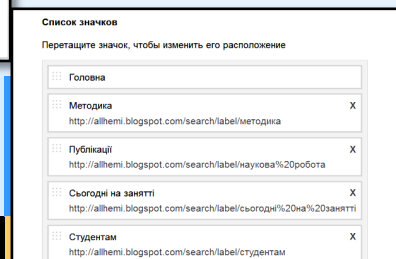 Список значков
Перетащите значок, чтобы изменить его расположение
Головна
Методика X
http://allhemi.blogspot.com/search/label/методика
Публікації X
http://allhemi.blogspot.com/search/label/наукова%20робота
Сьогодні на занятті X
http://allhemi.blogspot.com/search/label/сьогодні%20на%20занятті
Студентам X
http://allhemi.blogspot.com/search/label/студентам